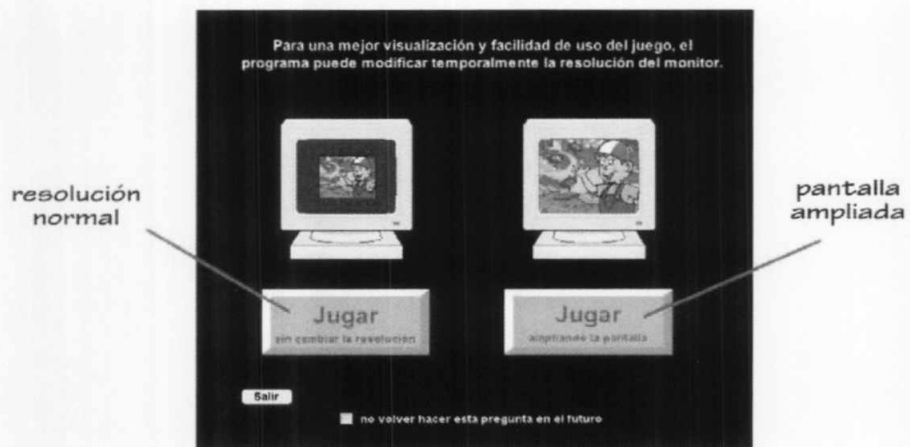 Para una mejor visualización y facilidad de uso del juego, el
programa puede modificar temporalmente la resolución del monitor.
resolución
normal
pantalla
ampliada
Jugar
sin cambiar la resolución
Jugar
ampliando la pantalla
Salir
no volver hacer esta pregunta en el futuro